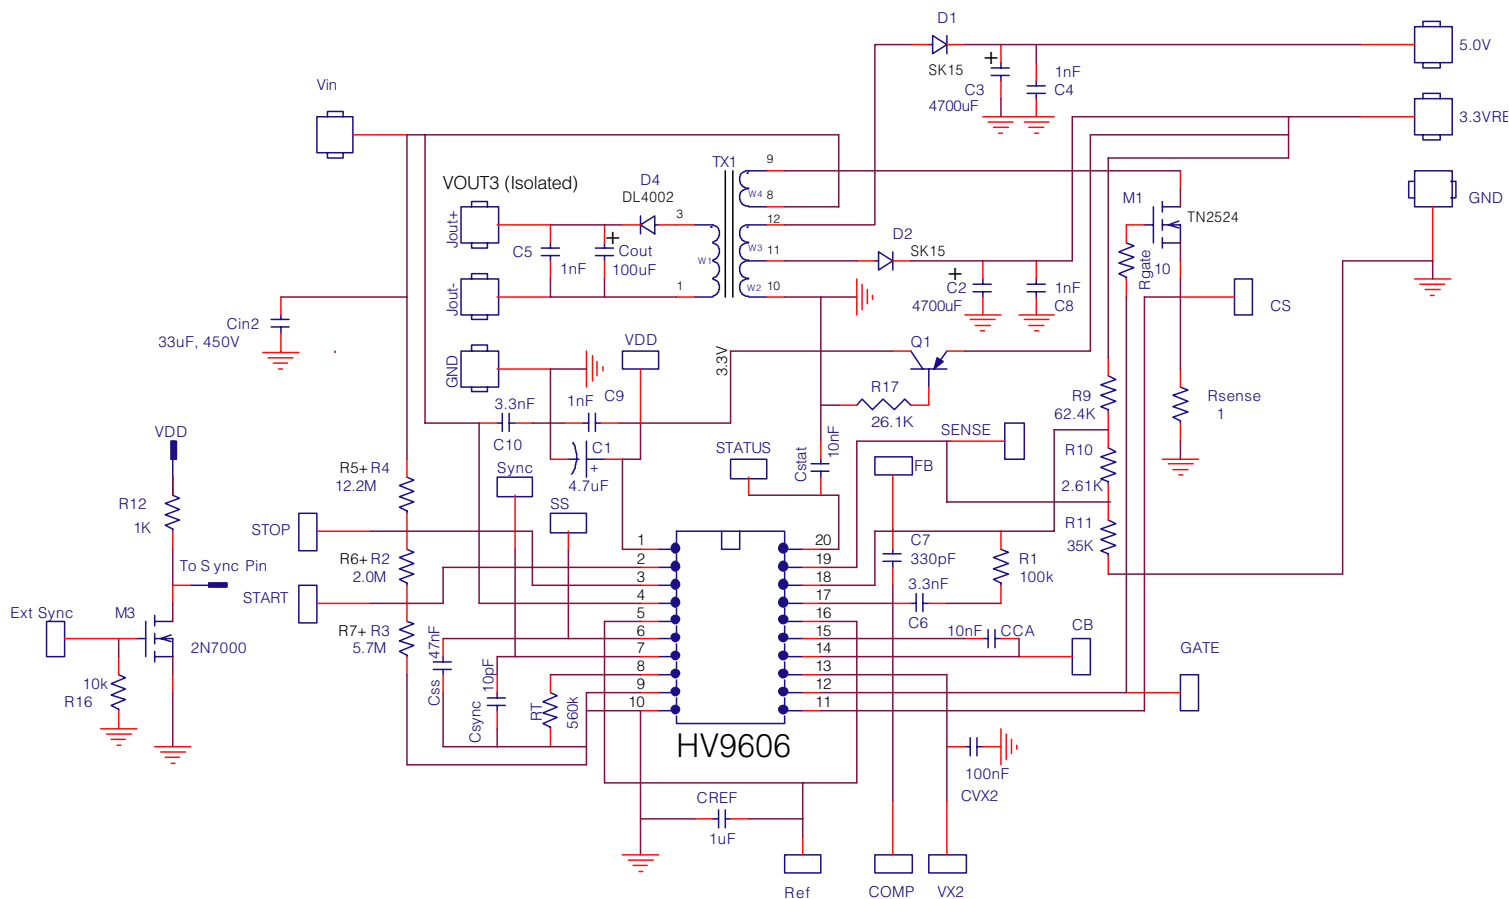 D1
5.0V
SK15
1nF
C3
C4
4700uF
Vin
3.3VRE
TX1
9
VOUT3 (Isolated)
D4
DL4002
W4
8
M1
TN2524
GND
Jout+
3
12
D2
C5
Cout
W1
W3
11
SK15
1nF
100uF
Rgate
10
1nF
Jout-
1
W2
10
C2
C8
4700uF
CS
Cin2
33uF, 450V
VDD
3.3V
Q1
GND
R17
R9
Rsense
3.3nF
1nF
C9
62.4K
1
26.1K
VDD
C10
C1
STATUS
Cstat
10nF
SENSE
R10
R5+ R4
Sync
FB
12.2M
4.7uF
2.61K
R12
SS
1K
STOP
R11
1
20
C7
35K
2
19
330pF
R1
To Sync Pin
R6+ R2
3
18
3.3nF
100k
2.0M
START
4
17
Ext Sync
M3
5
16
C6
R7+ R3
6
15
10nF
CCA
CB
2N7000
5.7M
47nF
7
14
GATE
10k
10pF
8
13
R16
Css
9
12
Csync
RT
560k
10
11
HV9606
100nF
CVX2
CREF
1uF
Ref
COMP
VX2